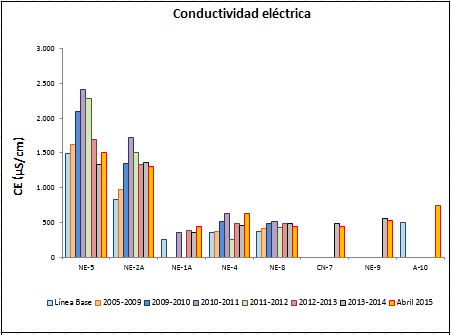 Conductividad eléctrica
3.000
2.500
2.000
1.500
1.000
500
0
CE (µS/cm)
NE-5 NE-2A NE-1A NE-4 NE-8 CN-7 NE-9 A-10
Línea Base 2005-2009 2009-2010 2010-2011 2011-2012 2012-2013 2013-2014 Abril 2015